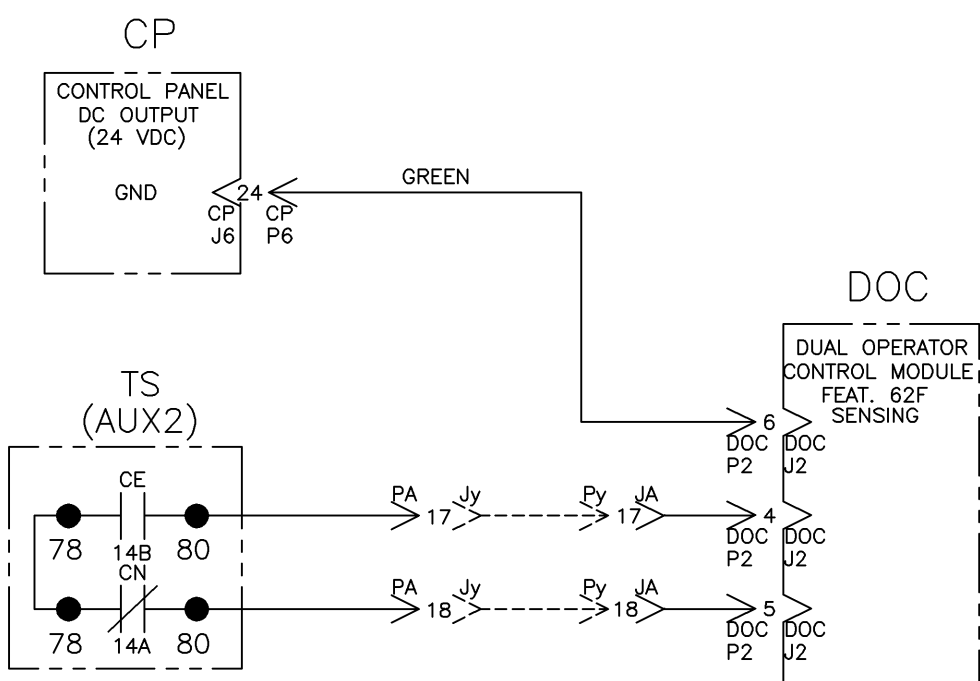 CP
CONTROL PANEL
DC OUTPUT
(24 VDC)
GND
24
CP
J6
CP
P6
GREEN
DOC
DUAL OPERATOR
CONTROL MODULE
FEAT. 62F
SENSING
6
DOC
P2
DOC
J2
TS
(AUX2)
CE
78
14B
80
PA
17
Jy
Py
17
JA
4
DOC
P2
DOC
J2
CN
78
14A
80
PA
18
Jy
Py
18
JA
5
DOC
P2
DOC
J2